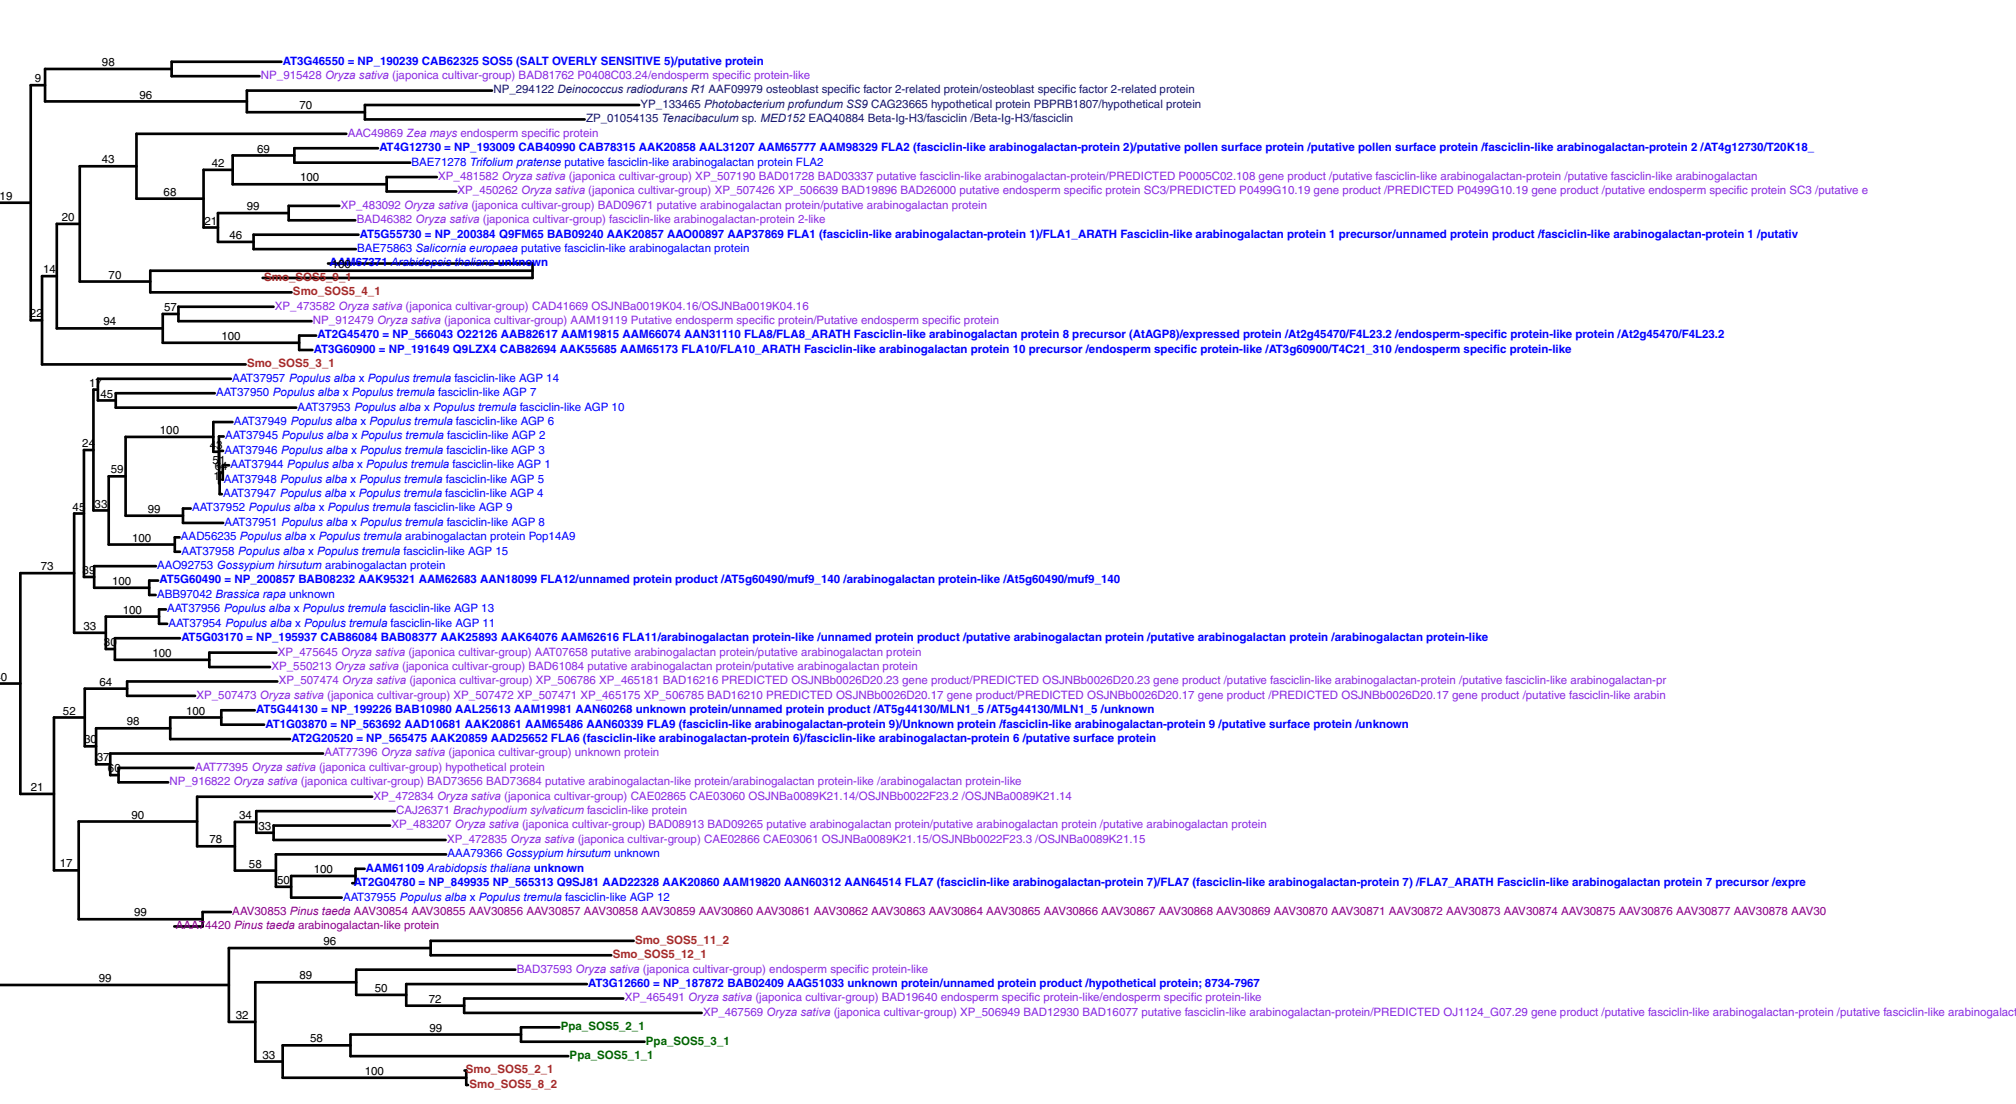 98
AT3G46550 = NP_190239 CAB62325 SOS5 (SALT OVERLY SENSITIVE 5)/putative protein
9
NP_915428 Oryza sativa (japonica cultivar-group) BAD81762 P0408C03.24/endosperm specific protein-like
96
NP_294122 Deinococcus radiodurans R1 AAF09979 osteoblast specific factor 2-related protein/osteoblast specific factor 2-related protein
70
YP_133465 Photobacterium profundum SS9 CAG23665 hypothetical protein PBPRB1807/hypothetical protein
ZP_01054135 Tenacibaculum sp. MED152 EAQ40884 Beta-Ig-H3/fasciclin /Beta-Ig-H3/fasciclin
AAC49869 Zea mays endosperm specific protein
69
AT4G12730 = NP_193009 CAB40990 CAB78315 AAK20858 AAL31207 AAM65777 AAM98329 FLA2 (fasciclin-like arabinogalactan-protein 2)/putative pollen surface protein /putative pollen surface protein /fasciclin-like arabinogalactan-protein 2 /AT4g12730/T20K18_
43
42
BAE71278 Trifolium pratense putative fasciclin-like arabinogalactan protein FLA2
100
XP_481582 Oryza sativa (japonica cultivar-group) XP_507190 BAD01728 BAD03337 putative fasciclin-like arabinogalactan-protein/PREDICTED P0005C02.108 gene product /putative fasciclin-like arabinogalactan-protein /putative fasciclin-like arabinogalactan
XP_450262 Oryza sativa (japonica cultivar-group) XP_507426 XP_506639 BAD19896 BAD26000 putative endosperm specific protein SC3/PREDICTED P0499G10.19 gene product /PREDICTED P0499G10.19 gene product /putative endosperm specific protein SC3 /putative e
19
68
99
XP_483092 Oryza sativa (japonica cultivar-group) BAD09671 putative arabinogalactan protein/putative arabinogalactan protein
20
21
BAD46382 Oryza sativa (japonica cultivar-group) fasciclin-like arabinogalactan-protein 2-like
46
AT5G55730 = NP_200384 Q9FM65 BAB09240 AAK20857 AAO00897 AAP37869 FLA1 (fasciclin-like arabinogalactan-protein 1)/FLA1_ARATH Fasciclin-like arabinogalactan protein 1 precursor/unnamed protein product /fasciclin-like arabinogalactan-protein 1 /putativ
BAE75863 Salicornia europaea putative fasciclin-like arabinogalactan protein
AAM67371 Arabidopsis thaliana unknown
14
100
70
Smo_SOS5_9_1
Smo_SOS5_4_1
57
XP_473582 Oryza sativa (japonica cultivar-group) CAD41669 OSJNBa0019K04.16/OSJNBa0019K04.16
22
94
NP_912479 Oryza sativa (japonica cultivar-group) AAM19119 Putative endosperm specific protein/Putative endosperm specific protein
100
AT2G45470 = NP_566043 O22126 AAB82617 AAM19815 AAM66074 AAN31110 FLA8/FLA8_ARATH Fasciclin-like arabinogalactan protein 8 precursor (AtAGP8)/expressed protein /At2g45470/F4L23.2 /endosperm-specific protein-like protein /At2g45470/F4L23.2
AT3G60900 = NP_191649 Q9LZX4 CAB82694 AAK55685 AAM65173 FLA10/FLA10_ARATH Fasciclin-like arabinogalactan protein 10 precursor /endosperm specific protein-like /AT3g60900/T4C21_310 /endosperm specific protein-like
Smo_SOS5_3_1
AAT37957 Populus alba x Populus tremula fasciclin-like AGP 14
45
AAT37950 Populus alba x Populus tremula fasciclin-like AGP 7
AAT37953 Populus alba x Populus tremula fasciclin-like AGP 10
AAT37949 Populus alba x Populus tremula fasciclin-like AGP 6
100
AAT37945 Populus alba x Populus tremula fasciclin-like AGP 2
24
AAT37946 Populus alba x Populus tremula fasciclin-like AGP 3
AAT37944 Populus alba x Populus tremula fasciclin-like AGP 1
59
AAT37948 Populus alba x Populus tremula fasciclin-like AGP 5
AAT37947 Populus alba x Populus tremula fasciclin-like AGP 4
45
33
99
AAT37952 Populus alba x Populus tremula fasciclin-like AGP 9
AAT37951 Populus alba x Populus tremula fasciclin-like AGP 8
100
AAD56235 Populus alba x Populus tremula arabinogalactan protein Pop14A9
AAT37958 Populus alba x Populus tremula fasciclin-like AGP 15
73
AAO92753 Gossypium hirsutum arabinogalactan protein
100
AT5G60490 = NP_200857 BAB08232 AAK95321 AAM62683 AAN18099 FLA12/unnamed protein product /AT5g60490/muf9_140 /arabinogalactan protein-like /At5g60490/muf9_140
ABB97042 Brassica rapa unknown
100
AAT37956 Populus alba x Populus tremula fasciclin-like AGP 13
33
AAT37954 Populus alba x Populus tremula fasciclin-like AGP 11
AT5G03170 = NP_195937 CAB86084 BAB08377 AAK25893 AAK64076 AAM62616 FLA11/arabinogalactan protein-like /unnamed protein product /putative arabinogalactan protein /putative arabinogalactan protein /arabinogalactan protein-like
100
XP_475645 Oryza sativa (japonica cultivar-group) AAT07658 putative arabinogalactan protein/putative arabinogalactan protein
XP_550213 Oryza sativa (japonica cultivar-group) BAD61084 putative arabinogalactan protein/putative arabinogalactan protein
0
64
XP_507474 Oryza sativa (japonica cultivar-group) XP_506786 XP_465181 BAD16216 PREDICTED OSJNBb0026D20.23 gene product/PREDICTED OSJNBb0026D20.23 gene product /putative fasciclin-like arabinogalactan-protein /putative fasciclin-like arabinogalactan-pr
XP_507473 Oryza sativa (japonica cultivar-group) XP_507472 XP_507471 XP_465175 XP_506785 BAD16210 PREDICTED OSJNBb0026D20.17 gene product/PREDICTED OSJNBb0026D20.17 gene product /PREDICTED OSJNBb0026D20.17 gene product /putative fasciclin-like arabin
52
100
AT5G44130 = NP_199226 BAB10980 AAL25613 AAM19981 AAN60268 unknown protein/unnamed protein product /AT5g44130/MLN1_5 /AT5g44130/MLN1_5 /unknown
98
AT1G03870 = NP_563692 AAD10681 AAK20861 AAM65486 AAN60339 FLA9 (fasciclin-like arabinogalactan-protein 9)/Unknown protein /fasciclin-like arabinogalactan-protein 9 /putative surface protein /unknown
30
AT2G20520 = NP_565475 AAK20859 AAD25652 FLA6 (fasciclin-like arabinogalactan-protein 6)/fasciclin-like arabinogalactan-protein 6 /putative surface protein
37
AAT77396 Oryza sativa (japonica cultivar-group) unknown protein
60
AAT77395 Oryza sativa (japonica cultivar-group) hypothetical protein
NP_916822 Oryza sativa (japonica cultivar-group) BAD73656 BAD73684 putative arabinogalactan-like protein/arabinogalactan protein-like /arabinogalactan protein-like
21
XP_472834 Oryza sativa (japonica cultivar-group) CAE02865 CAE03060 OSJNBa0089K21.14/OSJNBb0022F23.2 /OSJNBa0089K21.14
90
34
CAJ26371 Brachypodium sylvaticum fasciclin-like protein
33
XP_483207 Oryza sativa (japonica cultivar-group) BAD08913 BAD09265 putative arabinogalactan protein/putative arabinogalactan protein /putative arabinogalactan protein
78
XP_472835 Oryza sativa (japonica cultivar-group) CAE02866 CAE03061 OSJNBa0089K21.15/OSJNBb0022F23.3 /OSJNBa0089K21.15
17
58
AAA79366 Gossypium hirsutum unknown
100
AAM61109 Arabidopsis thaliana unknown
50
AT2G04780 = NP_849935 NP_565313 Q9SJ81 AAD22328 AAK20860 AAM19820 AAN60312 AAN64514 FLA7 (fasciclin-like arabinogalactan-protein 7)/FLA7 (fasciclin-like arabinogalactan-protein 7) /FLA7_ARATH Fasciclin-like arabinogalactan protein 7 precursor /expre
AAT37955 Populus alba x Populus tremula fasciclin-like AGP 12
99
AAV30853 Pinus taeda AAV30854 AAV30855 AAV30856 AAV30857 AAV30858 AAV30859 AAV30860 AAV30861 AAV30862 AAV30863 AAV30864 AAV30865 AAV30866 AAV30867 AAV30868 AAV30869 AAV30870 AAV30871 AAV30872 AAV30873 AAV30874 AAV30875 AAV30876 AAV30877 AAV30878 AAV30
Pinus taeda arabinogalactan-like protein
96
Smo_SOS5_11_2
Smo_SOS5_12_1
99
89
BAD37593 Oryza sativa (japonica cultivar-group) endosperm specific protein-like
50
AT3G12660 = NP_187872 BAB02409 AAG51033 unknown protein/unnamed protein product /hypothetical protein; 8734-7967
72
XP_465491 Oryza sativa (japonica cultivar-group) BAD19640 endosperm specific protein-like/endosperm specific protein-like
XP_467569 Oryza sativa (japonica cultivar-group) XP_506949 BAD12930 BAD16077 putative fasciclin-like arabinogalactan-protein/PREDICTED OJ1124_G07.29 gene product /putative fasciclin-like arabinogalactan-protein /putative fasciclin-like arabinogalact
32
99
Ppa_SOS5_2_1
58
Ppa_SOS5_3_1
33
Ppa_SOS5_1_1
100
Smo_SOS5_2_1
Smo_SOS5_8_2